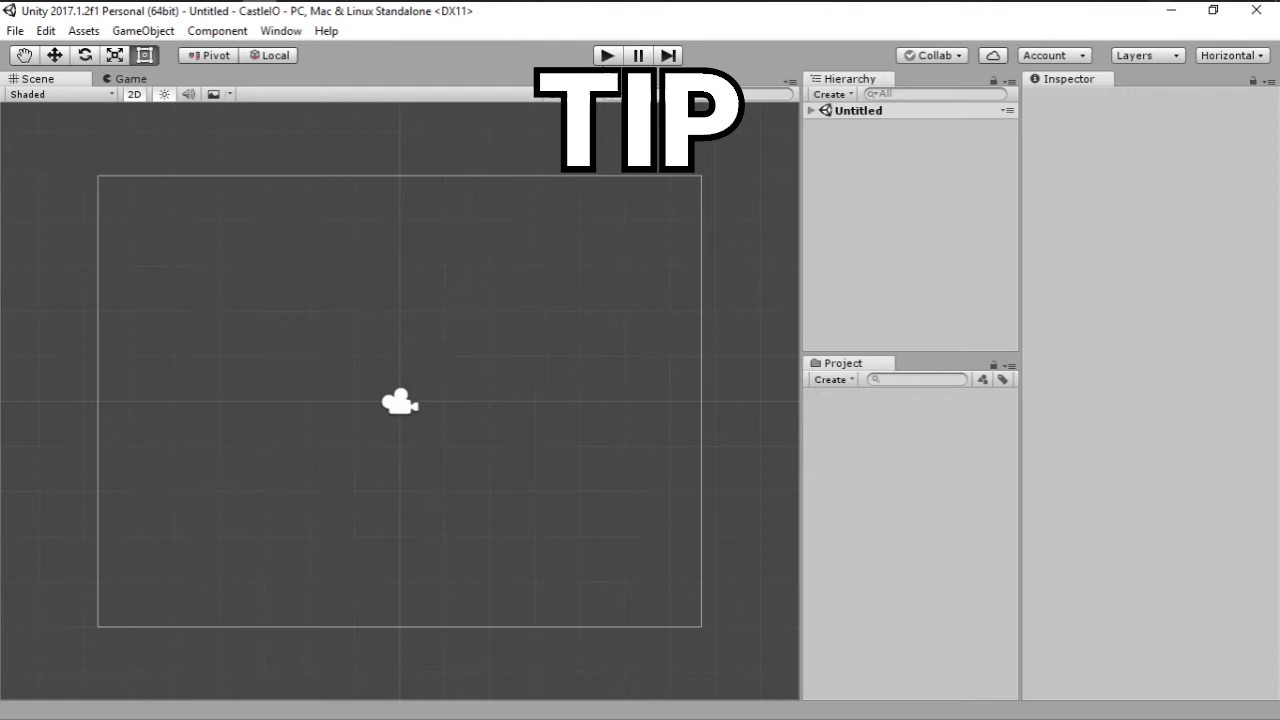 Unity 2017.1.2f1 Personal (64bit) - Untitled - CastleIO - PC, Mac & Linux Standalone <DX11>
File Edit Assets GameObject Component Window Help
Pivot Local Collab Account Layers Horizontal
Scene Game Hierarchy Inspector
Shaded 2D Create All
TIP
Untitled
Project
Create